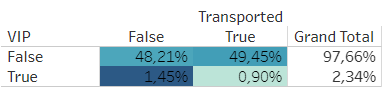 Transported
VIP False True Grand Total
False 48,21% 49,45% 97,66%
True 1,45% 0,90% 2,34%